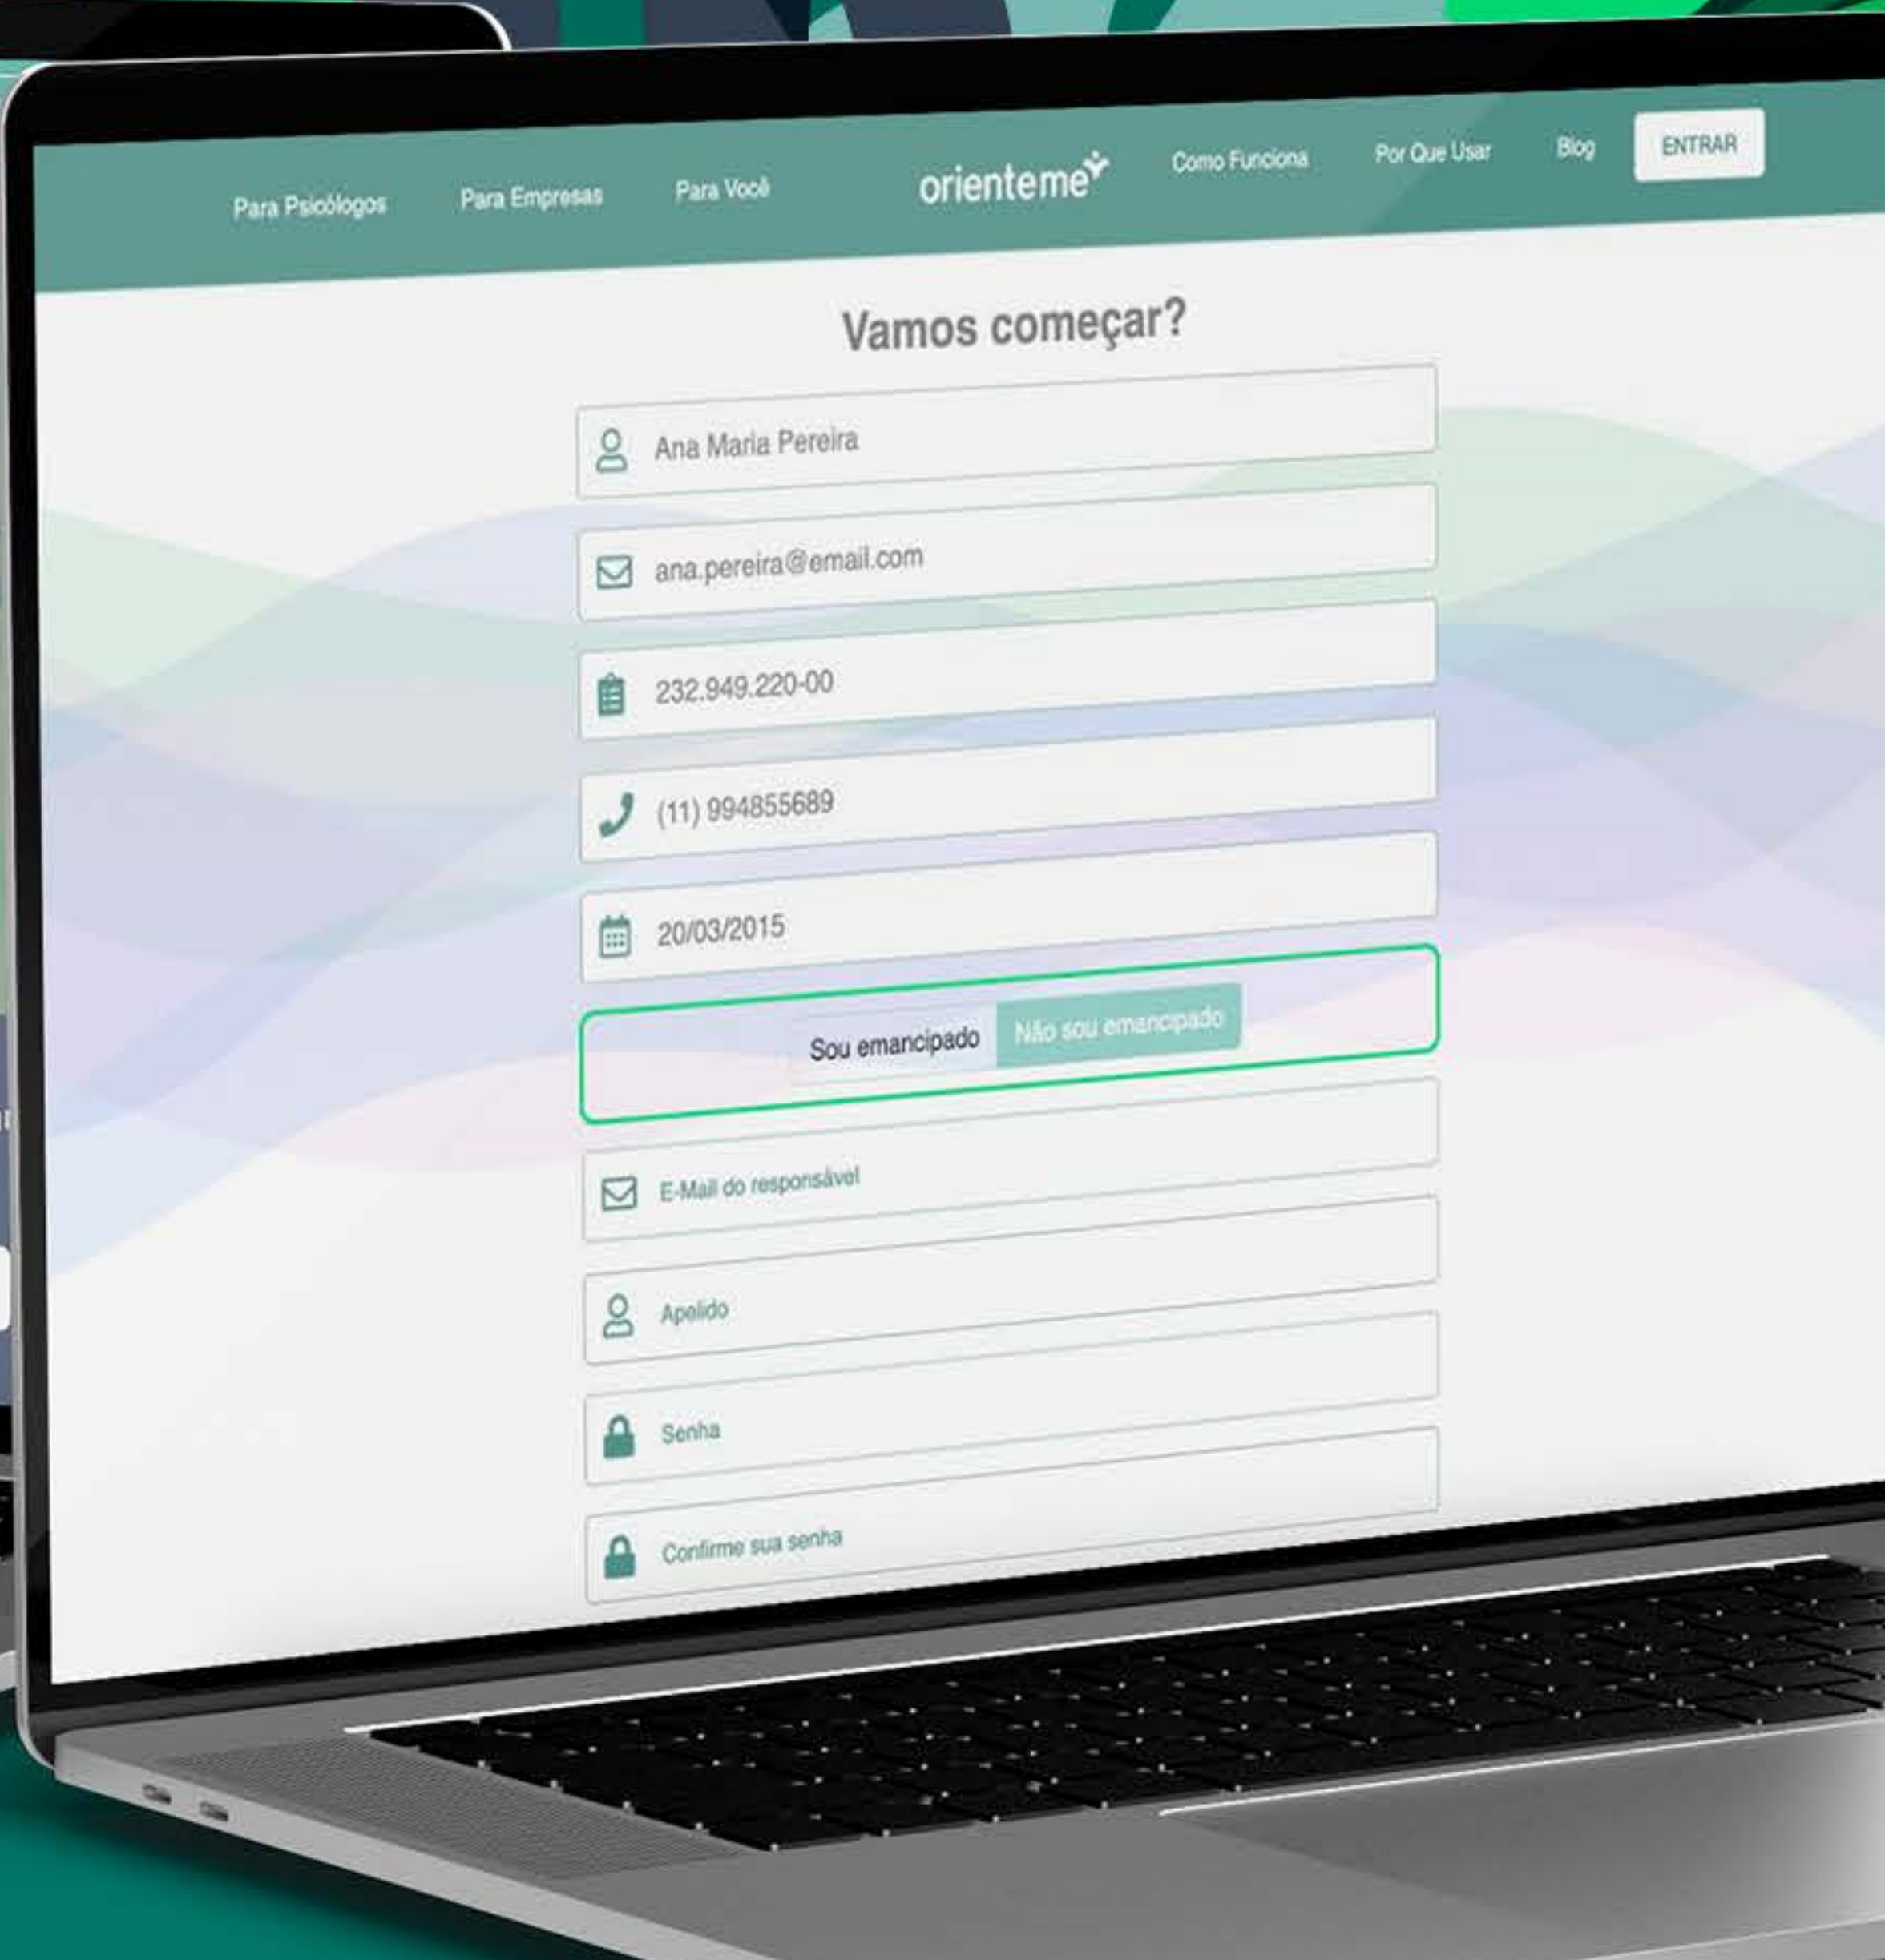 Para Psicólogos Para Empresas Para Você orienteme Como Funciona Por Que Usar Blog ENTRAR
Vamos começar?
Ana Maria Pereira
ana.pereira@email.com
232.949.220-00
(11) 994855689
20/03/2015
Sou emancipado Não sou emancipado
E-Mail do responsável
Apelido
Senha
Confirme sua senha